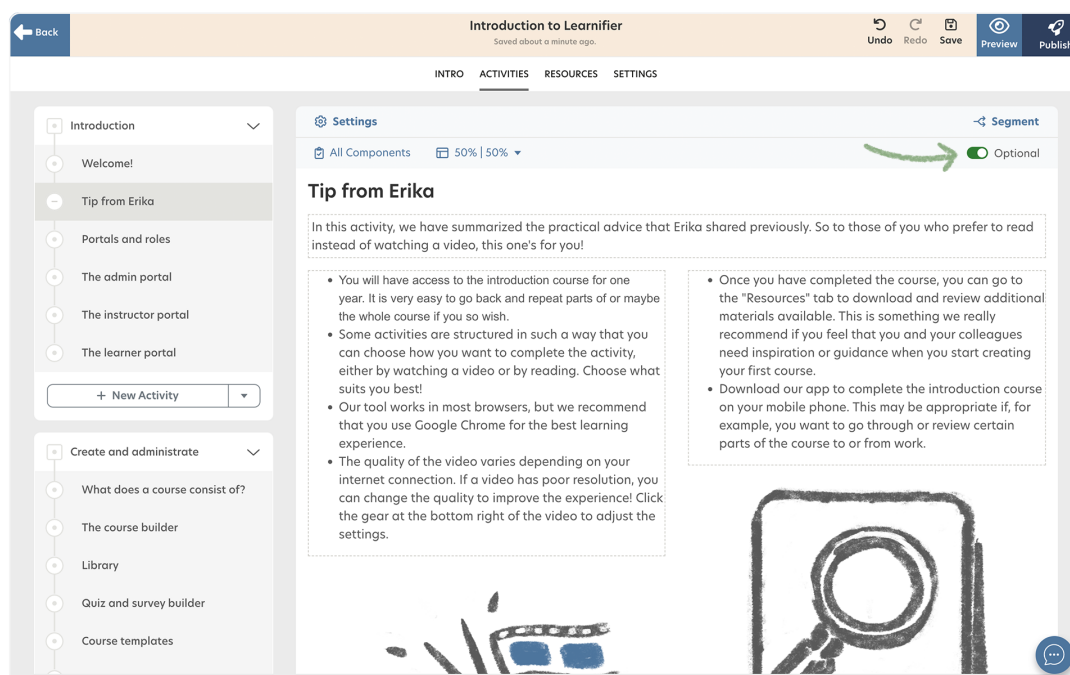 Back
Introduction to Learnifier
Saved about a minute ago.
Undo
Redo
Save
Preview
Publish
INTRO
ACTIVITIES
RESOURCES
SETTINGS
Introduction
Welcome!
Tip from Erika
Portals and roles
The admin portal
The instructor portal
The learner portal
+ New Activity
Create and administrate
What does a course consist of?
The course builder
Library
Quiz and survey builder
Course templates
Settings
Segment
All Components
50% | 50%
Optional
Tip from Erika
In this activity, we have summarized the practical advice that Erika shared previously. So to those of you who prefer to read
instead of watching a video, this one's for you!
• You will have access to the introduction course for one
year. It is very easy to go back and repeat parts of or maybe
the whole course if you so wish.
• Some activities are structured in such a way that you
can choose how you want to complete the activity,
either by watching a video or by reading. Choose what
suits you best!
• Our tool works in most browsers, but we recommend
that you use Google Chrome for the best learning
experience.
• The quality of the video varies depending on your
internet connection. If a video has poor resolution, you
can change the quality to improve the experience! Click
the gear at the bottom right of the video to adjust the
settings.
• Once you have completed the course, you can go to
the "Resources" tab to download and review additional
materials available. This is something we really
recommend if you feel that you and your colleagues
need inspiration or guidance when you start creating
your first course.
• Download our app to complete the introduction course
on your mobile phone. This may be appropriate if, for
example, you want to go through or review certain
parts of the course to or from work.